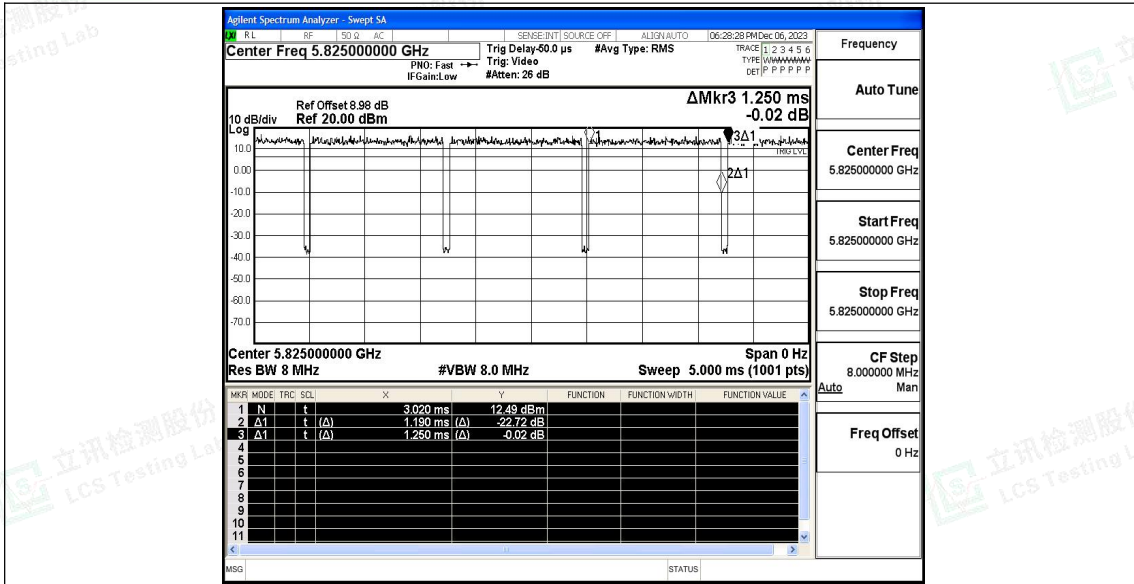 Agilent Spectrum Analyzer - Swept SA
LXI RL RF 50 Ω AC SENSE:INT SOURCE OFF ALIGN AUTO 06:28:28 PM Dec 06, 2023
Center Freq 5.825000000 GHz
PNO: Fast
IFGain:Low
Trig Delay-50.0 µs
Trig: Video
#Atten: 26 dB
#Avg Type: RMS
TRACE 1 2 3 4 5 6
TYPE WWWWWW
DET P P P P P P
ΔMkr3 1.250 ms
-0.02 dB
Ref Offset 8.98 dB
10 dB/div Ref 20.00 dBm
Log
10.0
0.00
-10.0
-20.0
-30.0
-40.0
-50.0
-60.0
-70.0
1
3Δ1
TRIG LVL
2Δ1
Center 5.825000000 GHz Span 0 Hz
Res BW 8 MHz #VBW 8.0 MHz Sweep 5.000 ms (1001 pts)
MKR MODE TRC SCL X Y FUNCTION FUNCTION WIDTH FUNCTION VALUE
1 N t 3.020 ms 12.49 dBm
2 Δ1 t (Δ) 1.190 ms (Δ) -22.72 dB
3 Δ1 t (Δ) 1.250 ms (Δ) -0.02 dB
4
5
6
7
8
9
10
11
MSG STATUS
Frequency
Auto Tune
Center Freq
5.825000000 GHz
Start Freq
5.825000000 GHz
Stop Freq
5.825000000 GHz
CF Step
8.000000 MHz
Auto Man
Freq Offset
0 Hz
立讯检测股份
LCS Testing Lab